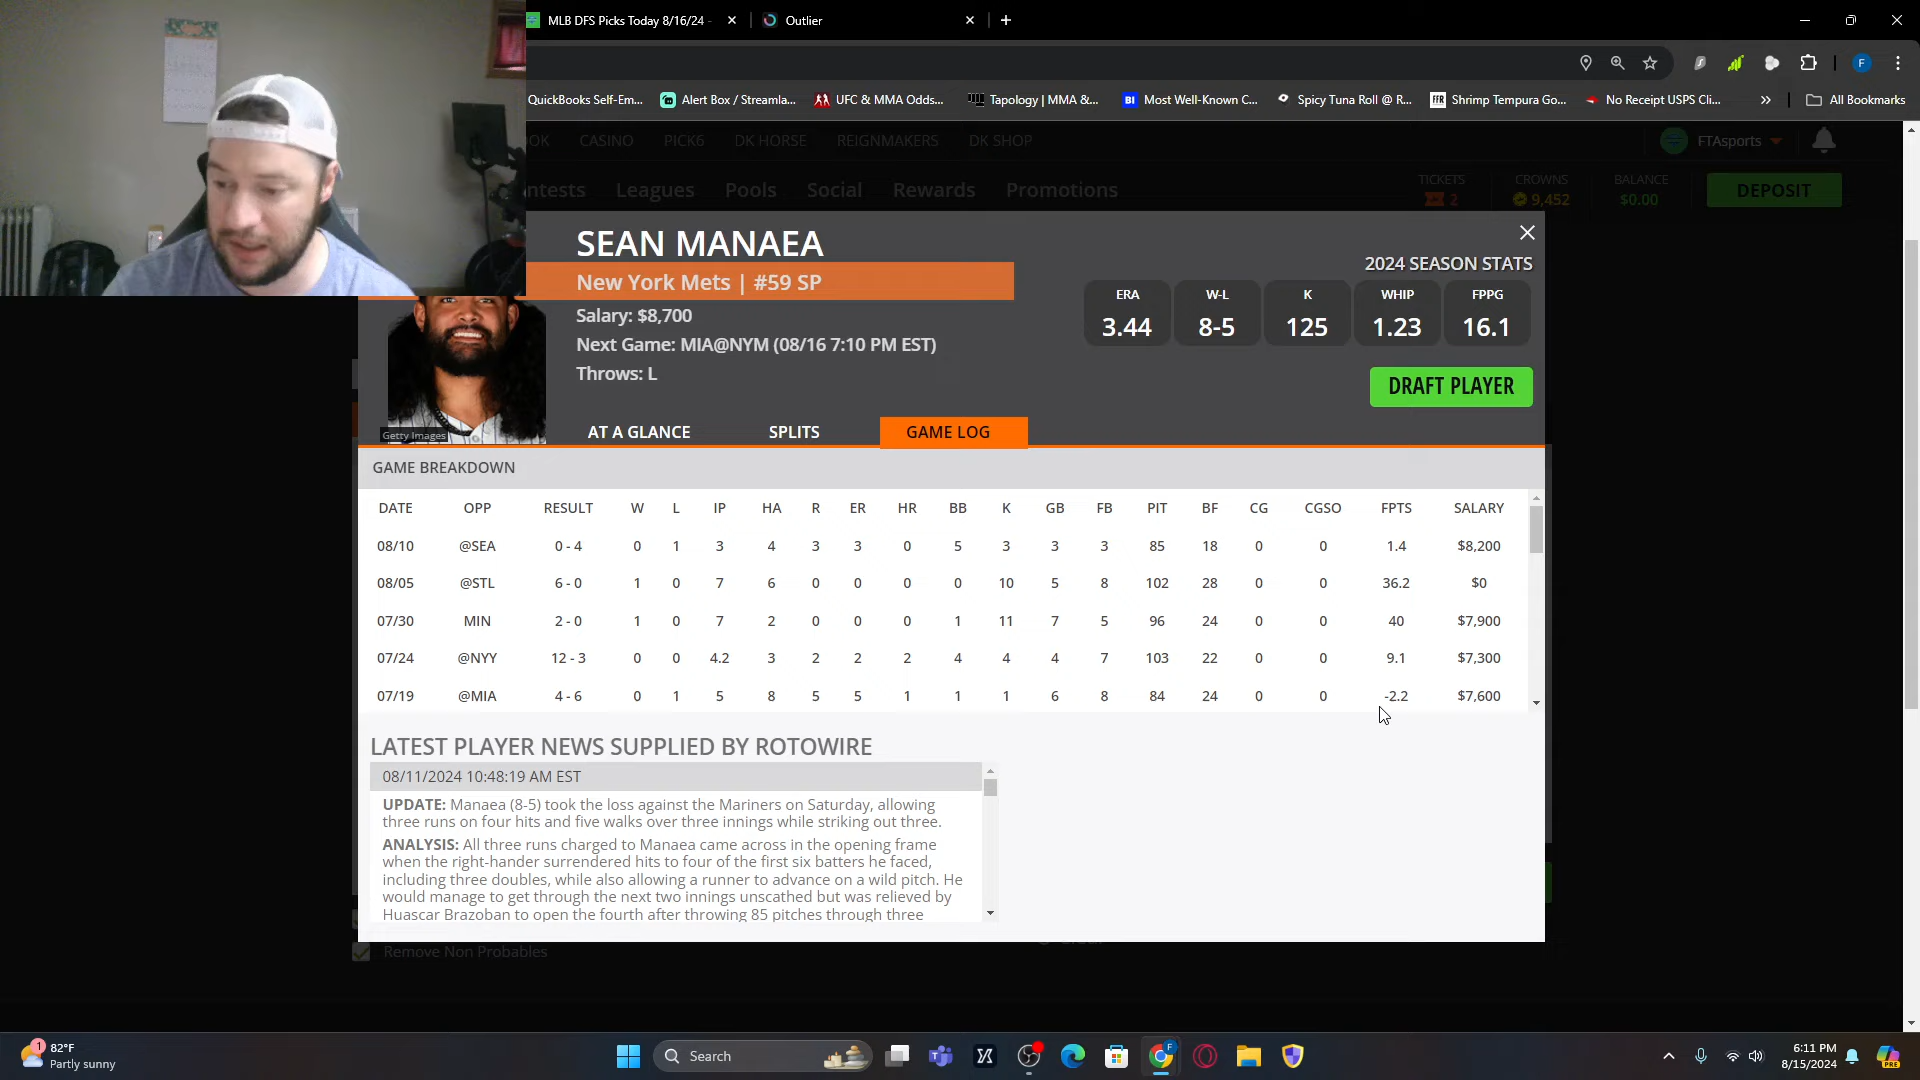 MLB DFS Picks Today 8/16/24 -
Outlier
QuickBooks Self-Em...
Alert Box / Streamla...
UFC & MMA Odds...
Tapology | MMA &...
BI
Most Well-Known C...
Spicy Tuna Roll @ R...
FFR
Shrimp Tempura Go...
No Receipt USPS Cli...
»
All Bookmarks
F
OK
CASINO
PICK6
DK HORSE
REIGNMAKERS
DK SHOP
FTAsports
ntests
Leagues
Pools
Social
Rewards
Promotions
TICKETS
2
CROWNS
9,452
BALANCE
$0.00
DEPOSIT
SEAN MANAEA
New York Mets | #59 SP
Salary: $8,700
Next Game: MIA@NYM (08/16 7:10 PM EST)
Throws: L
Getty Images
2024 SEASON STATS
ERA W-L K WHIP FPPG
3.44 8-5 125 1.23 16.1
DRAFT PLAYER
AT A GLANCE SPLITS GAME LOG
GAME BREAKDOWN
DATE OPP RESULT W L IP HA R ER HR BB K GB FB PIT BF CG CGSO FPTS SALARY
08/10 @SEA 0 - 4 0 1 3 4 3 3 0 5 3 3 3 85 18 0 0 1.4 $8,200
08/05 @STL 6 - 0 1 0 7 6 0 0 0 0 10 5 8 102 28 0 0 36.2 $0
07/30 MIN 2 - 0 1 0 7 2 0 0 0 1 11 7 5 96 24 0 0 40 $7,900
07/24 @NYY 12 - 3 0 0 4.2 3 2 2 2 4 4 4 7 103 22 0 0 9.1 $7,300
07/19 @MIA 4 - 6 0 1 5 8 5 5 1 1 1 6 8 84 24 0 0 -2.2 $7,600
LATEST PLAYER NEWS SUPPLIED BY ROTOWIRE
08/11/2024 10:48:19 AM EST
UPDATE: Manaea (8-5) took the loss against the Mariners on Saturday, allowing
three runs on four hits and five walks over three innings while striking out three.
ANALYSIS: All three runs charged to Manaea came across in the opening frame
when the right-hander surrendered hits to four of the first six batters he faced,
including three doubles, while also allowing a runner to advance on a wild pitch. He
would manage to get through the next two innings unscathed but was relieved by
Huascar Brazoban to open the fourth after throwing 85 pitches through three
Remove Non Probables
1
82°F
Partly sunny
Search
F
6:11 PM
8/15/2024
PRE